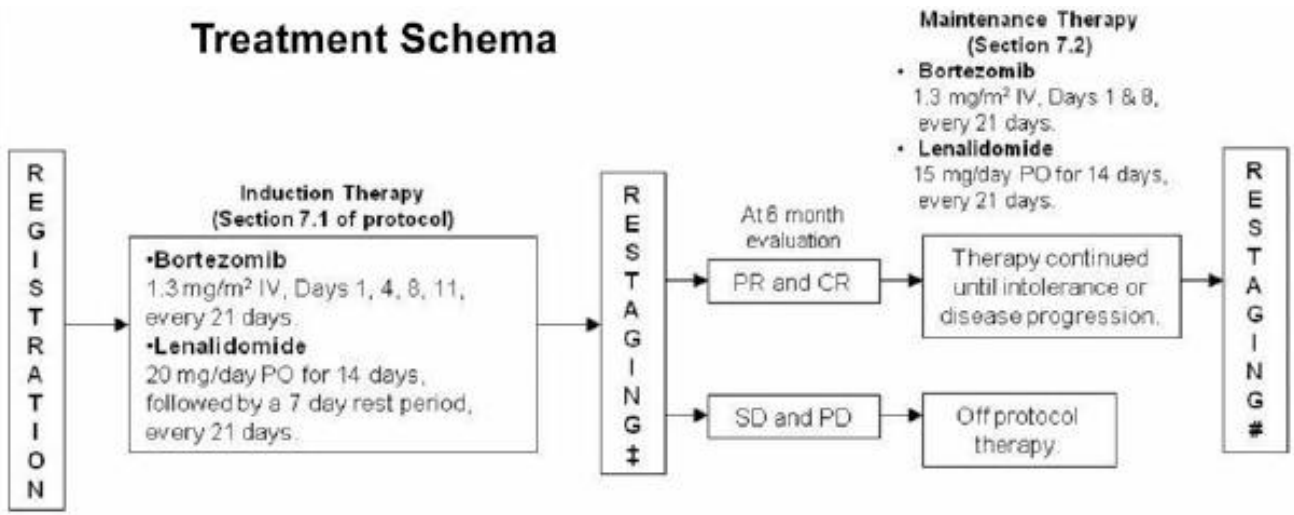 Treatment Schema
REGISTRATION
Induction Therapy
(Section 7.1 of protocol)
•Bortezomib
1.3 mg/m² IV, Days 1, 4, 8, 11,
every 21 days.
•Lenalidomide
20 mg/day PO for 14 days,
followed by a 7 day rest period,
every 21 days.
RESTAGING‡
At 6 month
evaluation
PR and CR
SD and PD
Maintenance Therapy
(Section 7.2)
• Bortezomib
1.3 mg/m² IV, Days 1 & 8,
every 21 days.
• Lenalidomide
15 mg/day PO for 14 days,
every 21 days.
Therapy continued
until intolerance or
disease progression.
Off protocol
therapy.
RESTAGING#